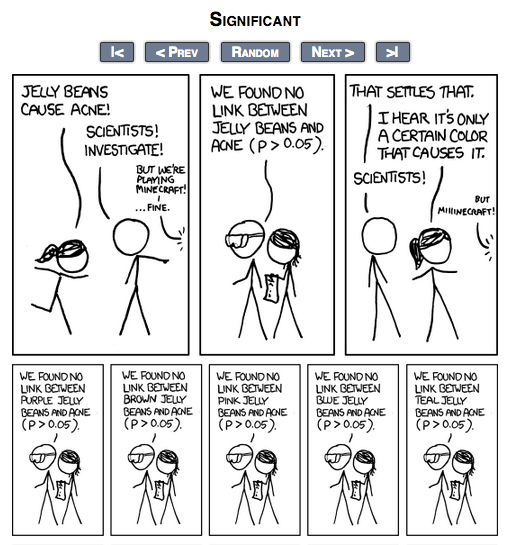 Significant
|<
< Prev
Random
Next >
>|
JELLY BEANS
CAUSE ACNE!
SCIENTISTS!
INVESTIGATE!
BUT WE'RE
PLAYING
MINECRAFT!
...FINE.
WE FOUND NO
LINK BETWEEN
JELLY BEANS AND
ACNE (P > 0.05).
THAT SETTLES THAT.
I HEAR IT'S ONLY
A CERTAIN COLOR
THAT CAUSES IT.
SCIENTISTS!
BUT
MIIIINECRAFT!
WE FOUND NO
LINK BETWEEN
PURPLE JELLY
BEANS AND ACNE
(P > 0.05).
WE FOUND NO
LINK BETWEEN
BROWN JELLY
BEANS AND ACNE
(P > 0.05).
WE FOUND NO
LINK BETWEEN
PINK JELLY
BEANS AND ACNE
(P > 0.05).
WE FOUND NO
LINK BETWEEN
BLUE JELLY
BEANS AND ACNE
(P > 0.05).
WE FOUND NO
LINK BETWEEN
TEAL JELLY
BEANS AND ACNE
(P > 0.05).